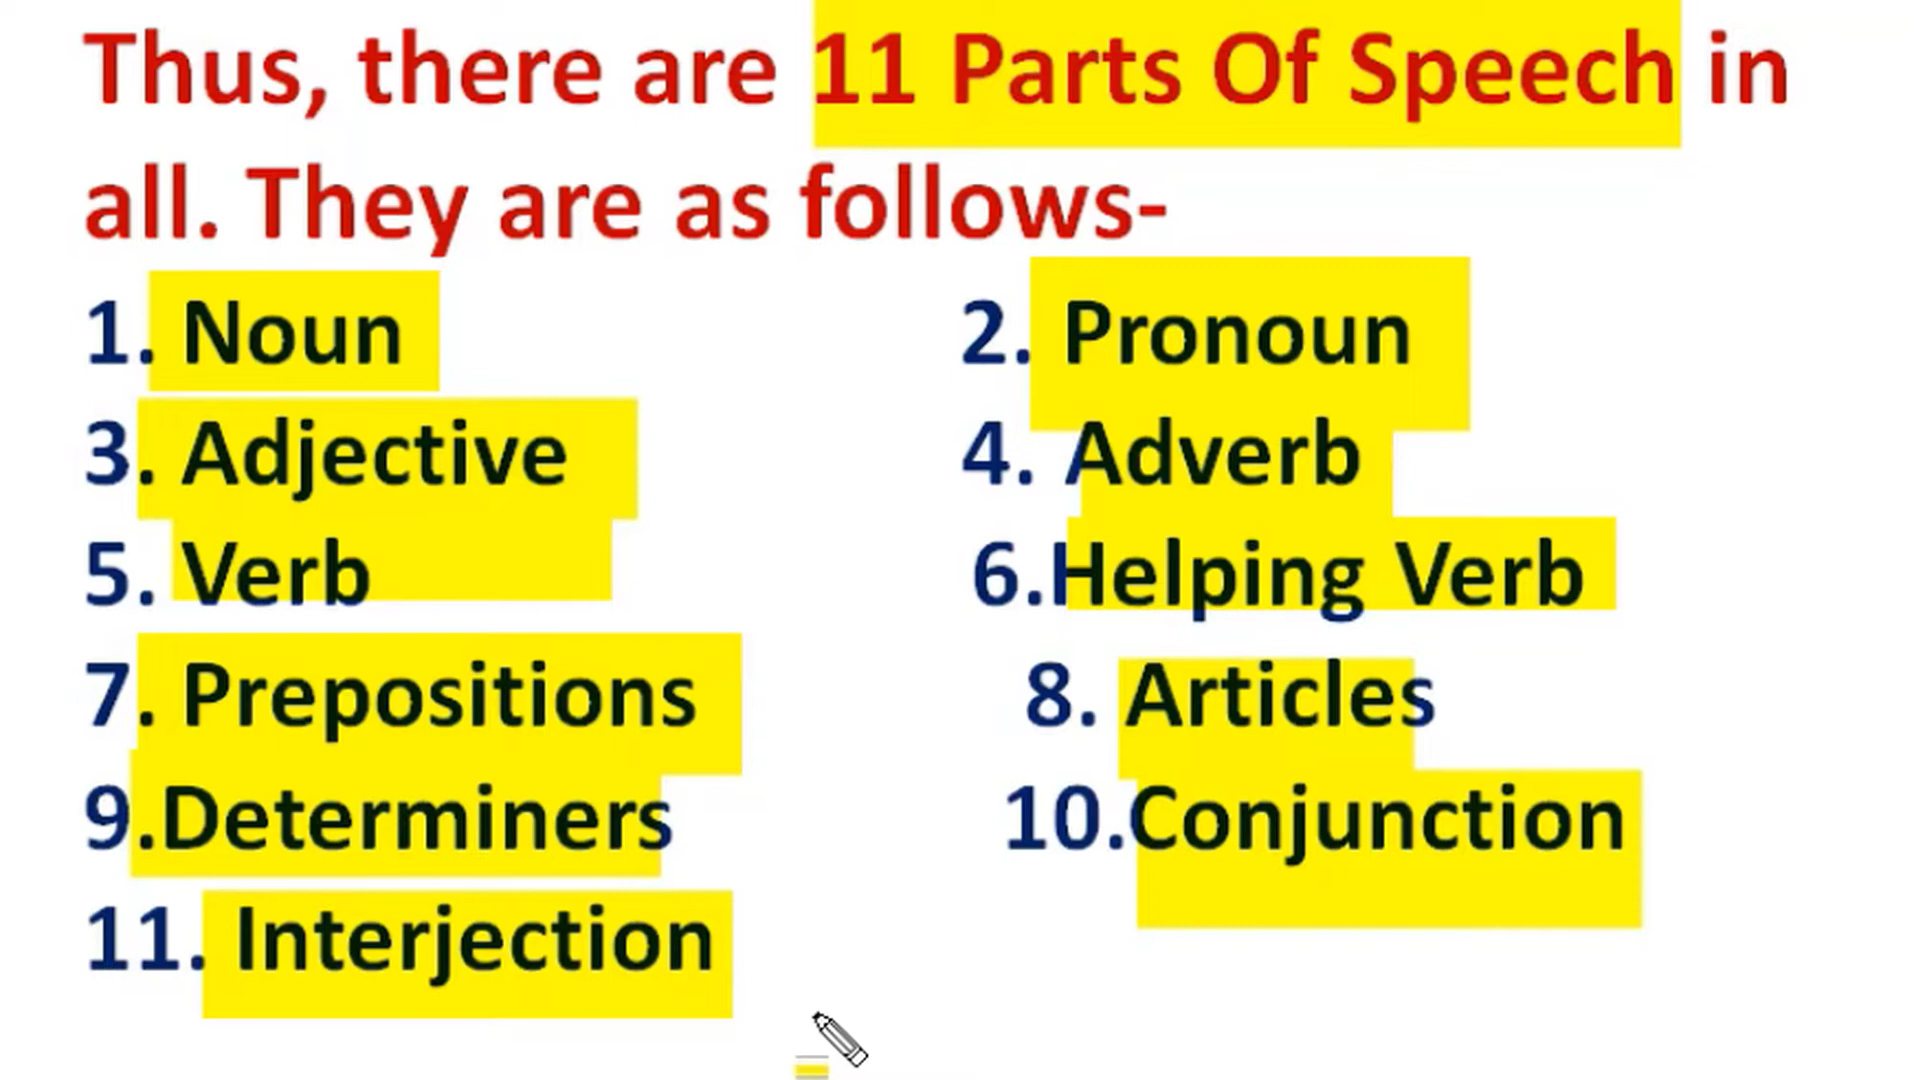 Thus, there are 11 Parts Of Speech in
all. They are as follows-
1. Noun 2. Pronoun
3. Adjective 4. Adverb
5. Verb 6.Helping Verb
7. Prepositions 8. Articles
9.Determiners 10.Conjunction
11. Interjection